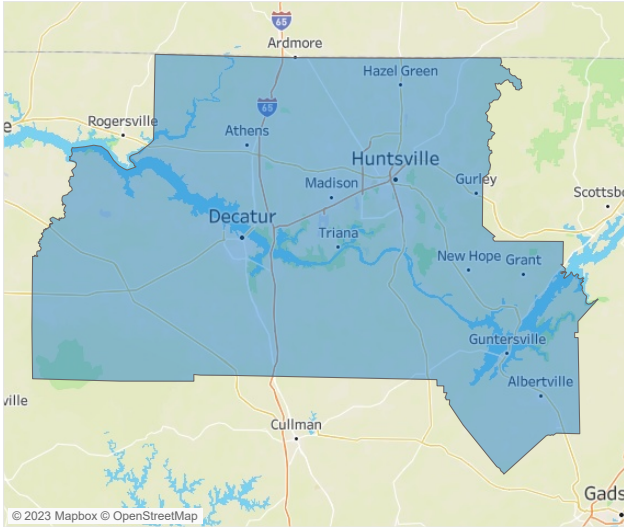 65
Ardmore
Hazel Green
65
Rogersville
Athens
e
Huntsville
Madison
Gurley
Scottsbo
Decatur
Triana
New Hope
Grant
Guntersville
Albertville
ville
Cullman
Gads
© 2023 Mapbox © OpenStreetMap